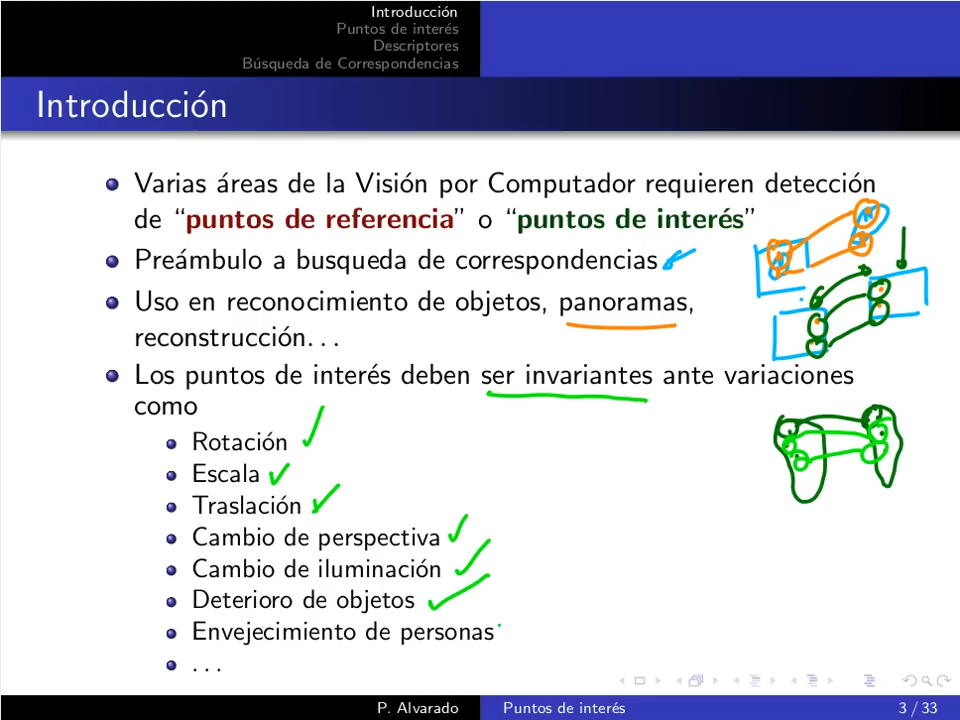 Introducción
Puntos de interés
Descriptores
Búsqueda de Correspondencias
Introducción
Varias áreas de la Visión por Computador requieren detección
de “puntos de referencia” o “puntos de interés”
Preámbulo a busqueda de correspondencias
Uso en reconocimiento de objetos, panoramas,
reconstrucción. . .
Los puntos de interés deben ser invariantes ante variaciones
como
Rotación
Escala
Traslación
Cambio de perspectiva
Cambio de iluminación
Deterioro de objetos
Envejecimiento de personas
. . .
P. Alvarado
Puntos de interés
3 / 33